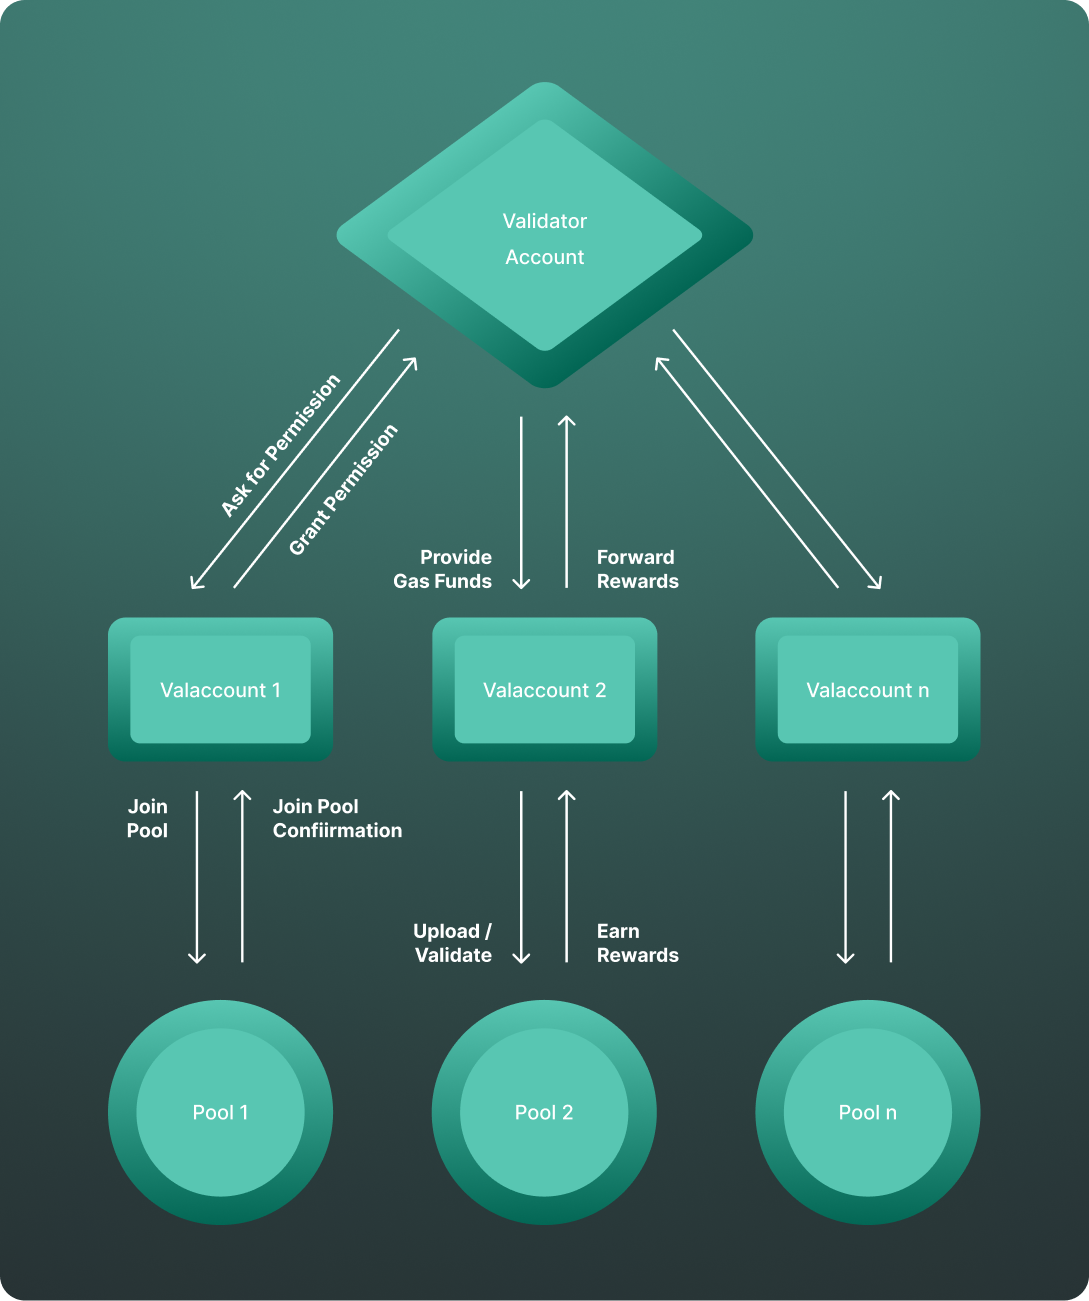 Validator
Account
Ask for Permission
Grant Permission
Provide
Gas Funds
Forward
Rewards
Valaccount 1
Valaccount 2
Valaccount n
Join
Pool
Join Pool
Confiirmation
Upload /
Validate
Earn
Rewards
Pool 1
Pool 2
Pool n